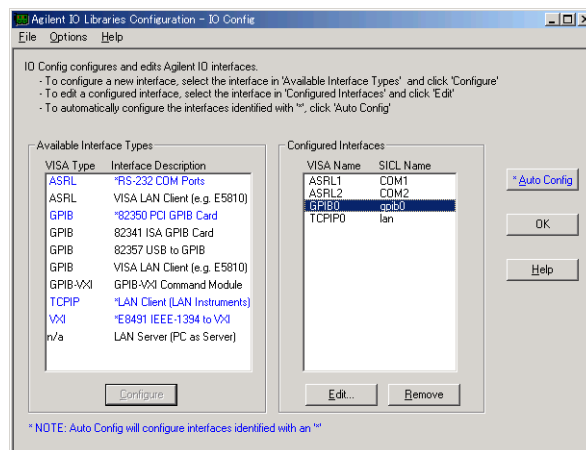 Agilent IO Libraries Configuration - IO Config
File Options Help
IO Config configures and edits Agilent IO interfaces.
- To configure a new interface, select the interface in 'Available Interface Types' and click 'Configure'
- To edit a configured interface, select the interface in 'Configured Interfaces' and click 'Edit'
- To automatically configure the interfaces identified with '*', click 'Auto Config'
Available Interface Types
VISA Type Interface Description
ASRL *RS-232 COM Ports
ASRL VISA LAN Client (e.g. E5810)
GPIB *82350 PCI GPIB Card
GPIB 82341 ISA GPIB Card
GPIB 82357 USB to GPIB
GPIB VISA LAN Client (e.g. E5810)
GPIB-VXI GPIB-VXI Command Module
TCPIP *LAN Client (LAN Instruments)
VXI *E8491 IEEE-1394 to VXI
n/a LAN Server (PC as Server)
Configure
Configured Interfaces
VISA Name SICL Name
ASRL1 COM1
ASRL2 COM2
GPIB0 gpib0
TCPIP0 lan
Edit... Remove
* Auto Config
OK
Help
* NOTE: Auto Config will configure interfaces identified with an '*'